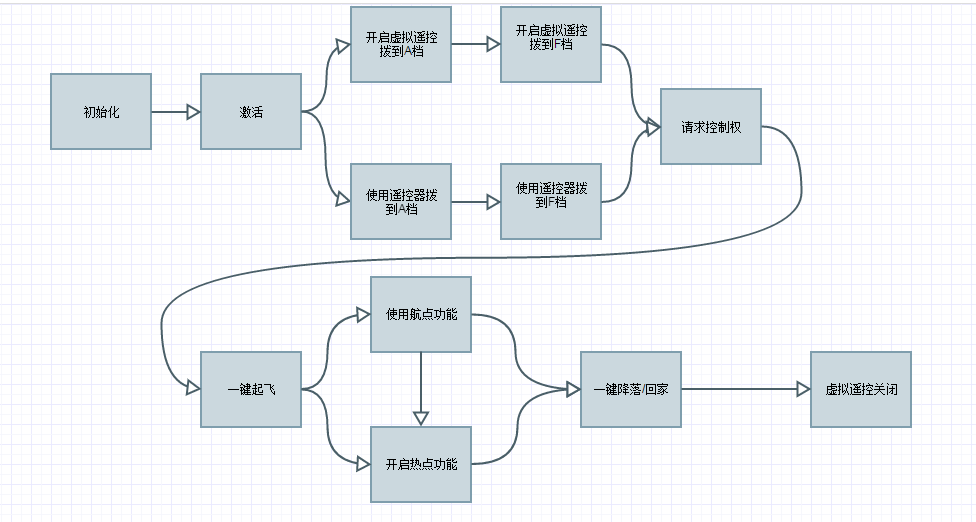 开启虚拟遥控
拨到A档
开启虚拟遥控
拨到F档
初始化
激活
请求控制权
使用遥控器拨
到A档
使用遥控器拨
到F档
使用航点功能
一键起飞
一键降落/回家
虚拟遥控关闭
开启热点功能